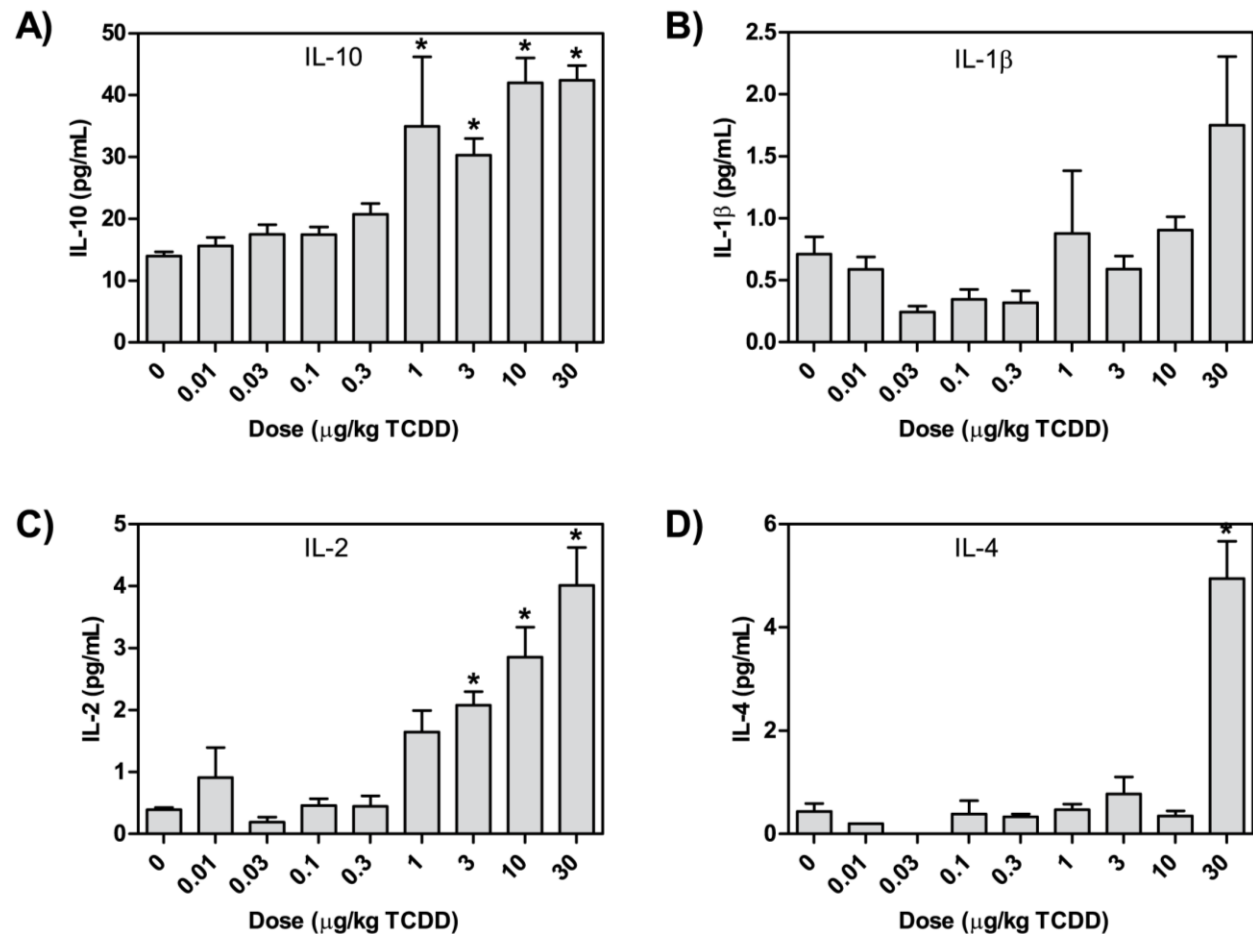 A)
IL-10
IL-10 (pg/mL)
50
40
30
20
10
0
* * * *
0 0.01 0.03 0.1 0.3 1 3 10 30
Dose (μg/kg TCDD)
B)
IL-1β
IL-1β (pg/mL)
2.5
2.0
1.5
1.0
0.5
0.0
0 0.01 0.03 0.1 0.3 1 3 10 30
Dose (μg/kg TCDD)
C)
IL-2
IL-2 (pg/mL)
5
4
3
2
1
0
* * *
0 0.01 0.03 0.1 0.3 1 3 10 30
Dose (μg/kg TCDD)
D)
IL-4
IL-4 (pg/mL)
6
4
2
0
*
0 0.01 0.03 0.1 0.3 1 3 10 30
Dose (μg/kg TCDD)